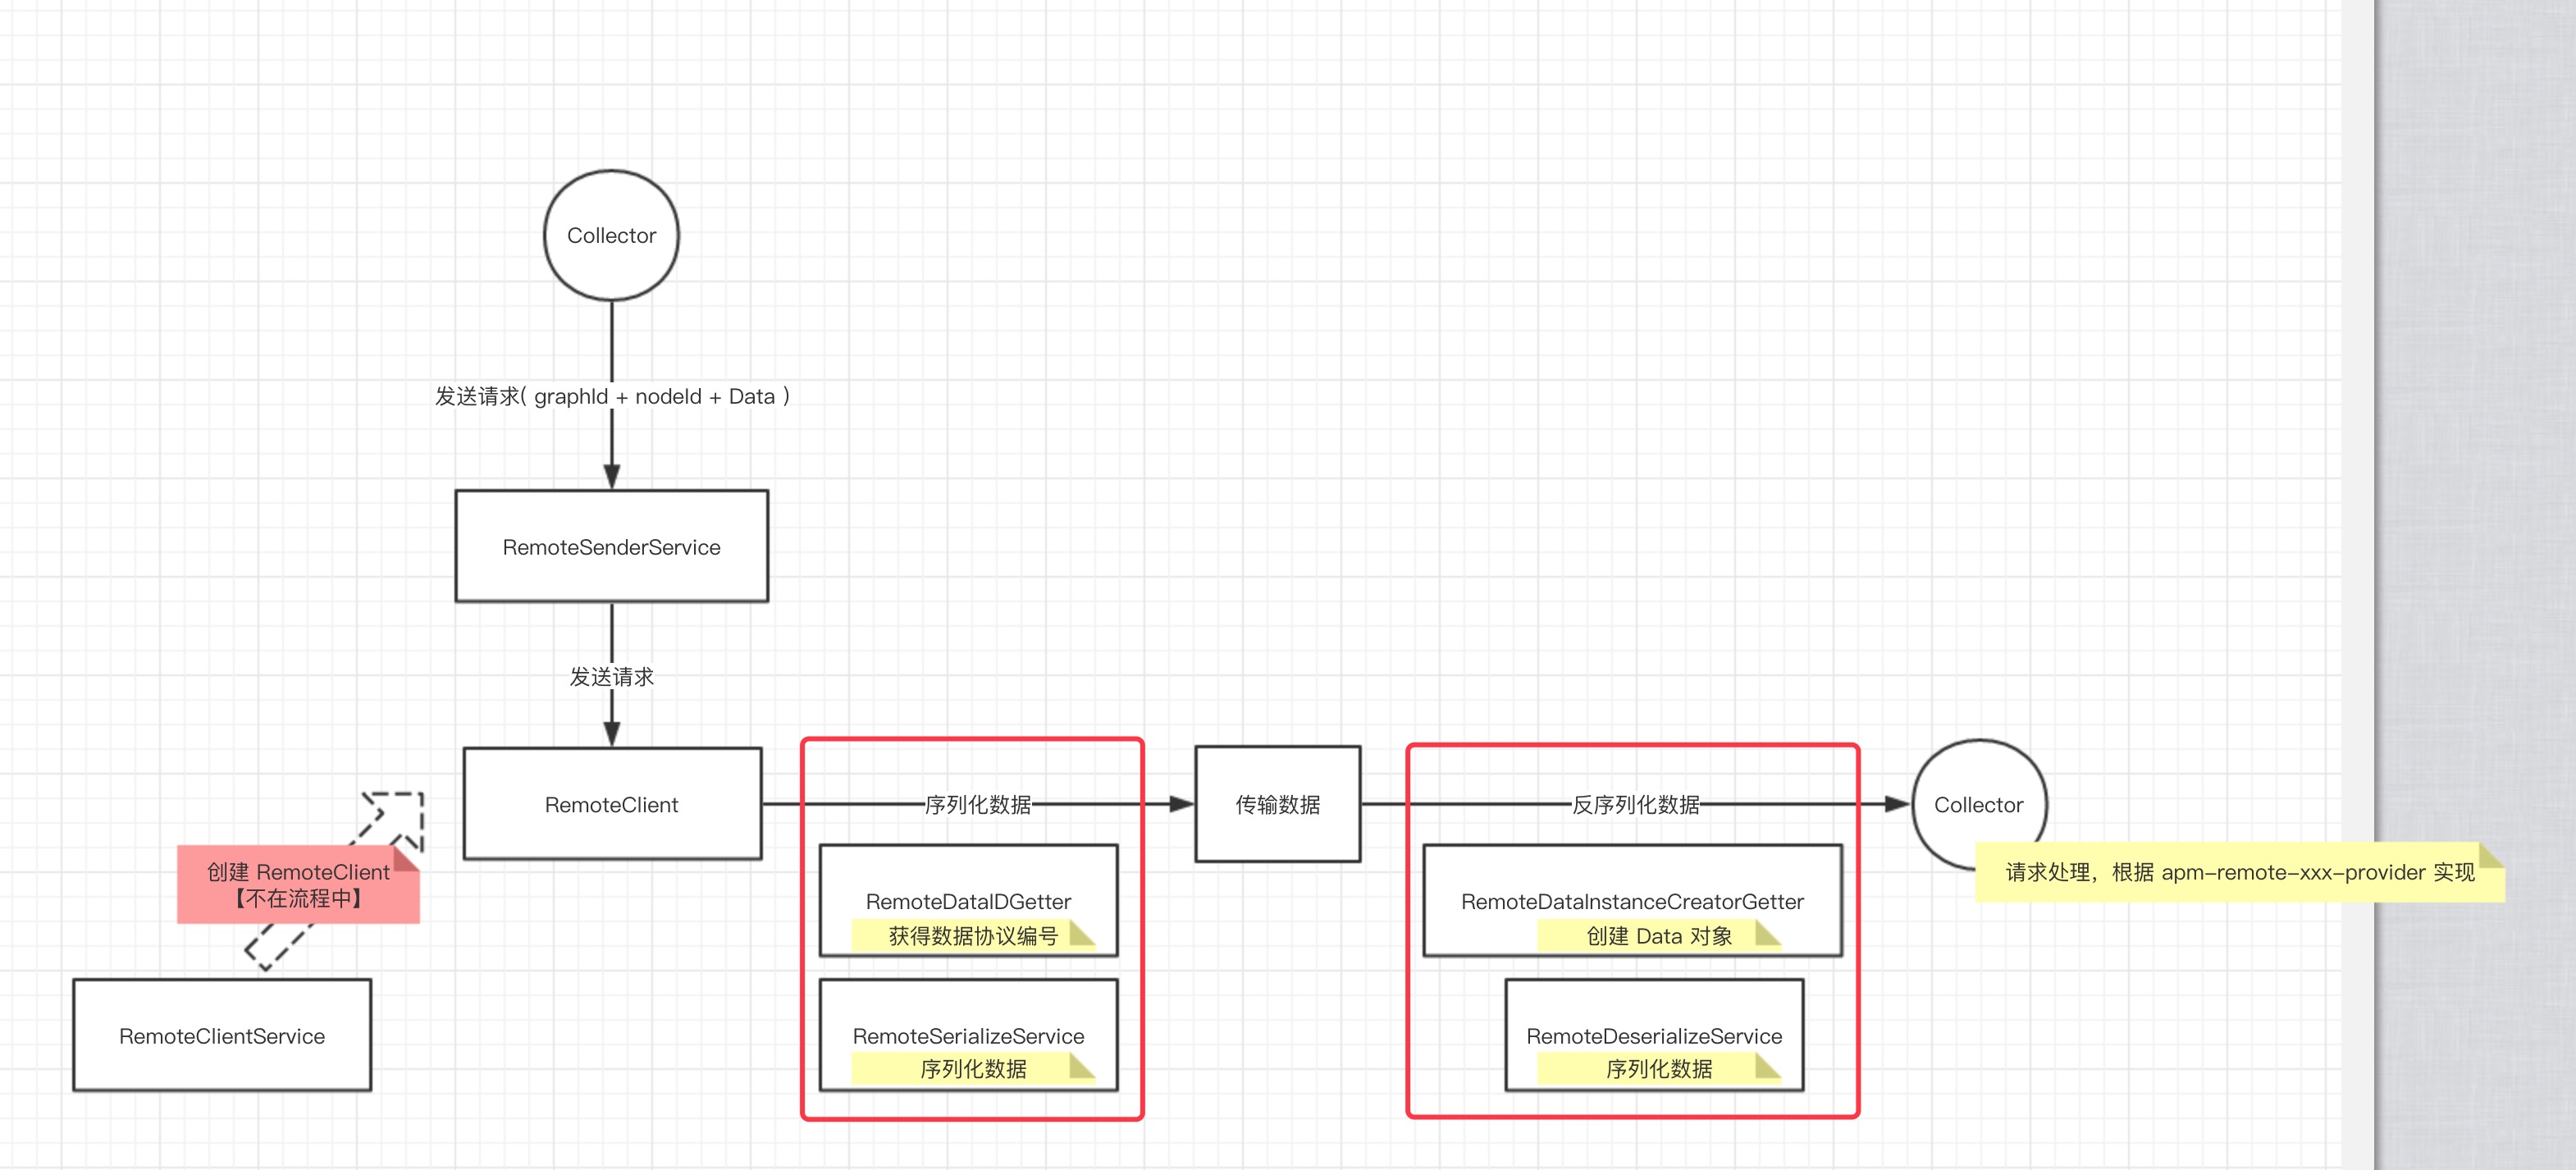 Collector
发送请求( graphId + nodeId + Data )
RemoteSenderService
发送请求
RemoteClient
序列化数据
传输数据
反序列化数据
Collector
创建 RemoteClient
【不在流程中】
请求处理，根据 apm-remote-xxx-provider 实现
RemoteDataIDGetter
获得数据协议编号
RemoteDataInstanceCreatorGetter
创建 Data 对象
RemoteClientService
RemoteSerializeService
序列化数据
RemoteDeserializeService
序列化数据